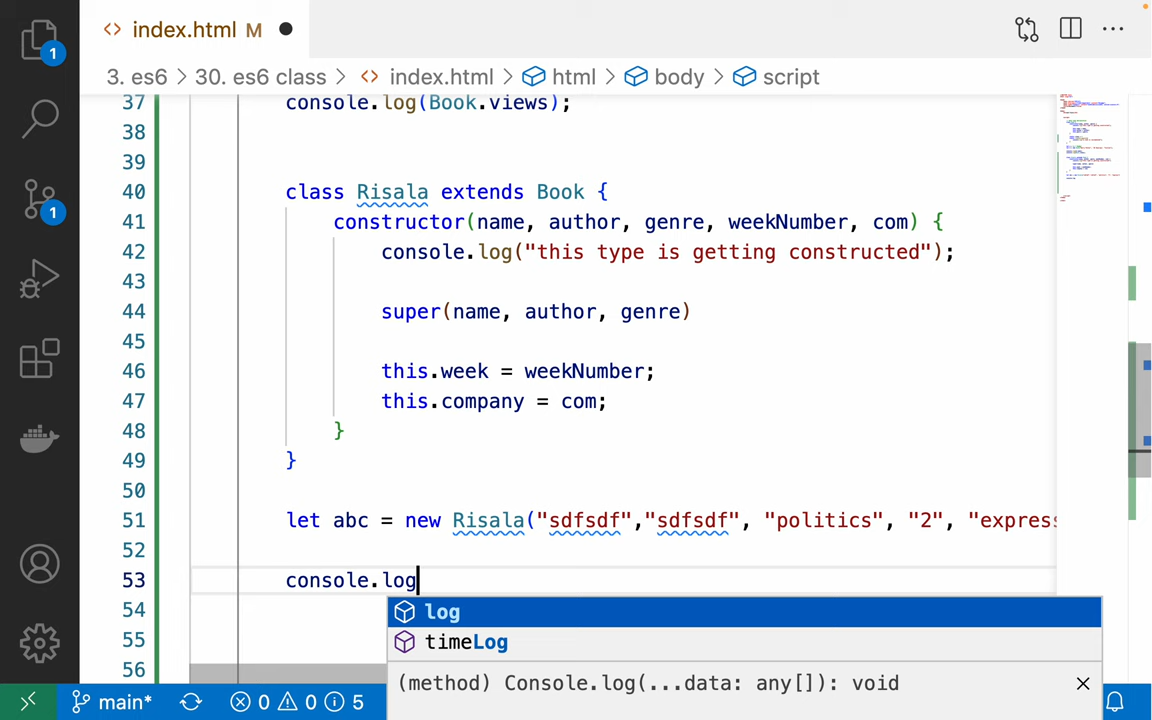 1
<> index.html M
3. es6 > 30. es6 class > <> index.html > html > body > script
37 console.log(Book.views);
38
39
40 class Risala extends Book {
41 constructor(name, author, genre, weekNumber, com) {
42 console.log("this type is getting constructed");
43
44 super(name, author, genre)
45
46 this.week = weekNumber;
47 this.company = com;
48 }
49 }
50
51 let abc = new Risala("sdfsdf","sdfsdf", "politics", "2", "express
52
53 console.log
54
55
56
1
log
timeLog
(method) Console.log(...data: any[]): void
main* 0 0 5